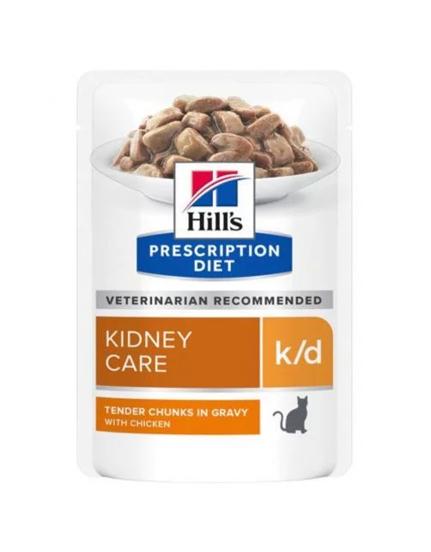 Hill's
PRESCRIPTION
DIET
VETERINARIAN RECOMMENDED
KIDNEY
CARE
k/d
TENDER CHUNKS IN GRAVY
WITH CHICKEN